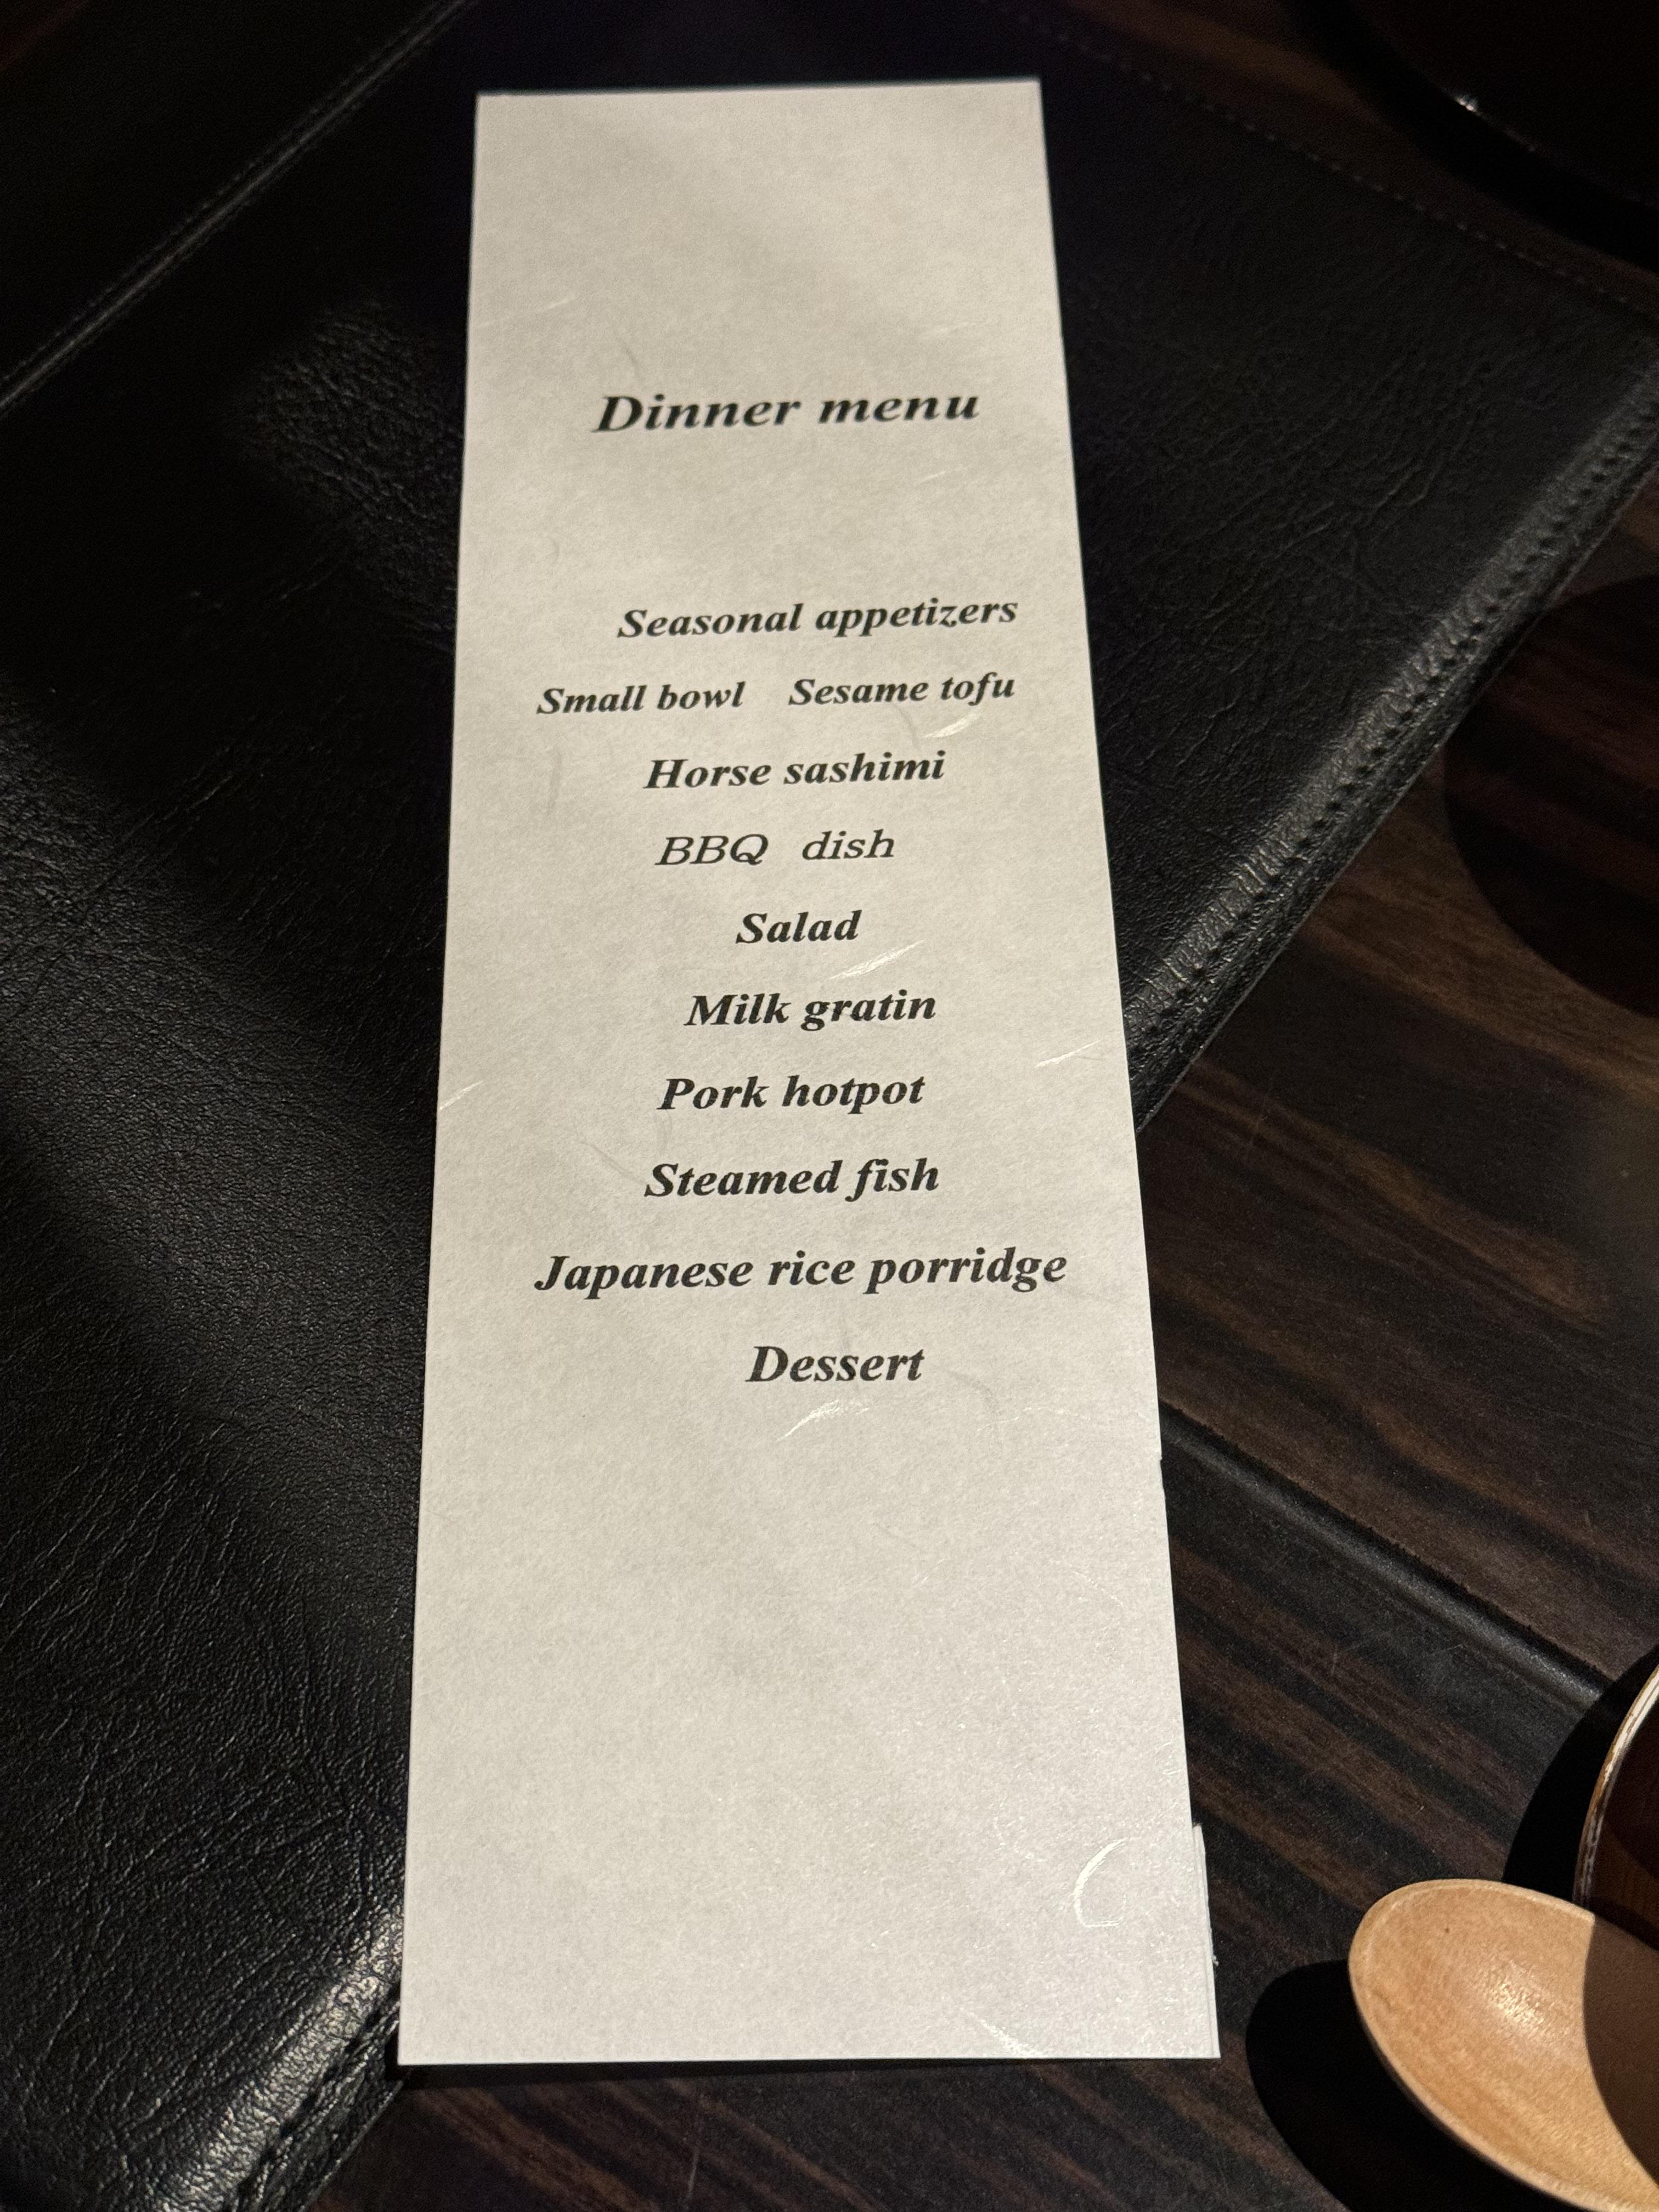 Dinner menu
Seasonal appetizers
Small bowl Sesame tofu
Horse sashimi
BBQ dish
Salad
Milk gratin
Pork hotpot
Steamed fish
Japanese rice porridge
Dessert